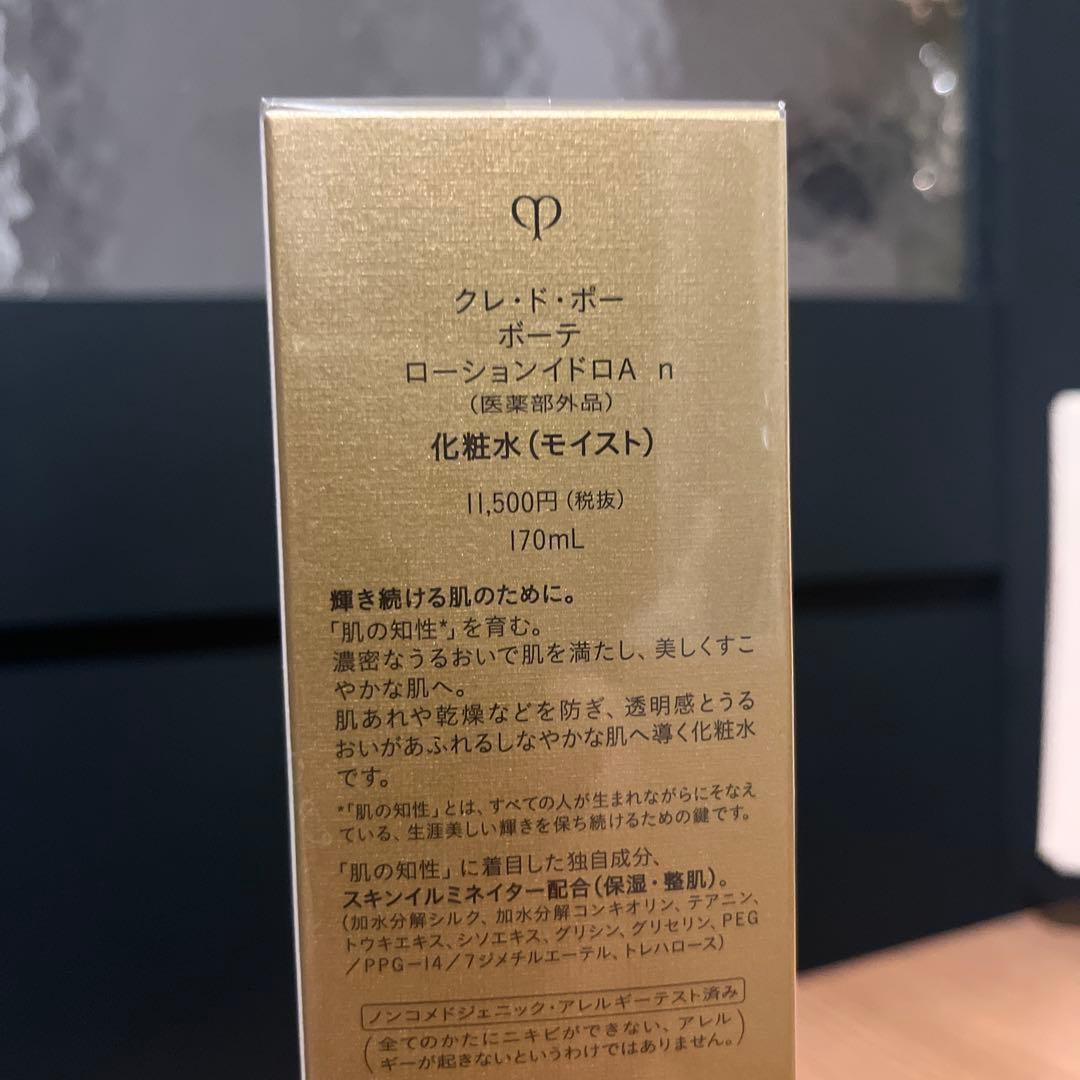 クレ・ド・ポー
ボーテ
ローションイドロA n
（医薬部外品）
化粧水（モイスト）
11,500円（税抜）
170mL
輝き続ける肌のために。
「肌の知性*」を育む。
濃密なうるおいで肌を満たし、美しくすこ
やかな肌へ。
肌あれや乾燥などを防ぎ、透明感とうる
おいがあふれるしなやかな肌へ導く化粧水
です。
*「肌の知性」とは、すべての人が生まれながらにそなえ
ている、生涯美しい輝きを保ち続けるための鍵です。
「肌の知性」に着目した独自成分、
スキンイルミネイター配合（保湿・整肌）。
（加水分解シルク、加水分解コンキオリン、テアニン、
トウキエキス、シソエキス、グリシン、グリセリン、PEG
／PPG－14／7ジメチルエーテル、トレハロース）
ノンコメドジェニック・アレルギーテスト済み
（全てのかたにニキビができない、アレル
ギーが起きないというわけではありません。）